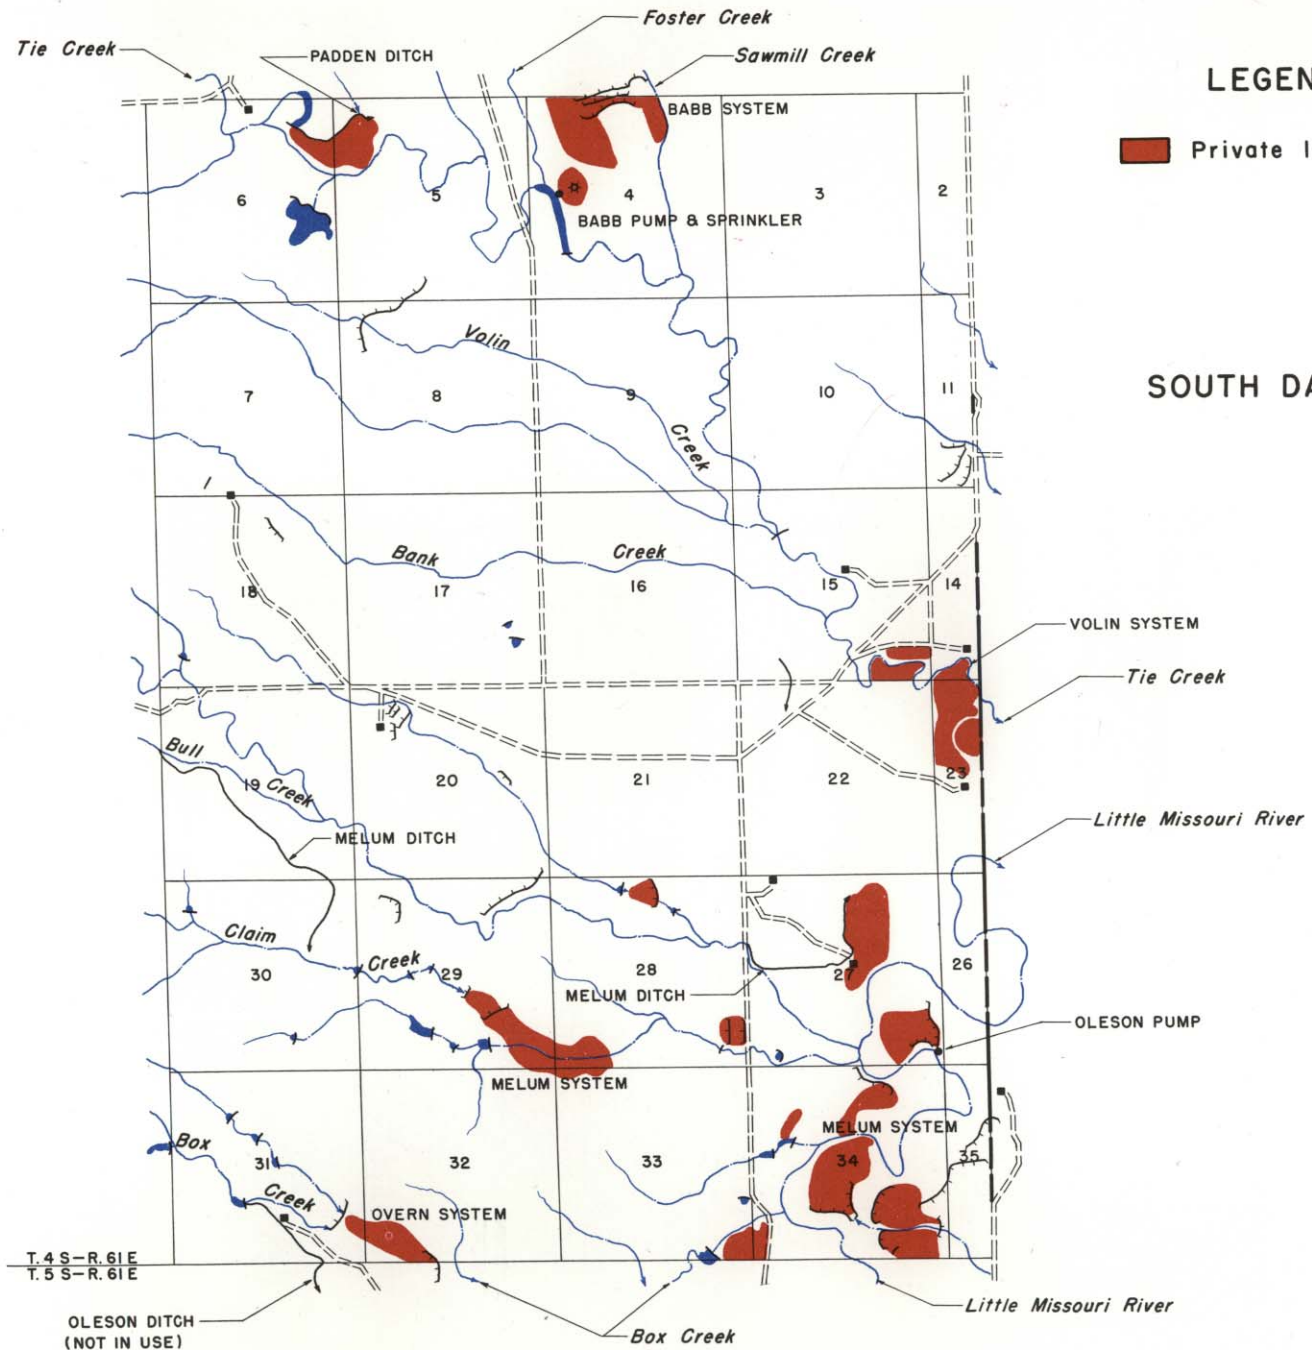 Foster Creek
Tie Creek
PADDEN DITCH
Sawmill Creek
LEGEN
BABB SYSTEM
Private I
6
5
4
3
2
BABB PUMP & SPRINKLER
Volin
7
8
9
10
11
SOUTH DA
Creek
1
Bank
Creek
18
17
16
15
14
VOLIN SYSTEM
Tie Creek
Bull
19
Creek
20
21
22
23
MELUM DITCH
Little Missouri River
Claim
30
Creek
29
28
27
26
MELUM DITCH
OLESON PUMP
MELUM SYSTEM
MELUM SYSTEM
Box
31
32
33
34
35
Creek
OVERN SYSTEM
T. 4 S-R. 61 E
T. 5 S-R. 61 E
OLESON DITCH
(NOT IN USE)
Box Creek
Little Missouri River